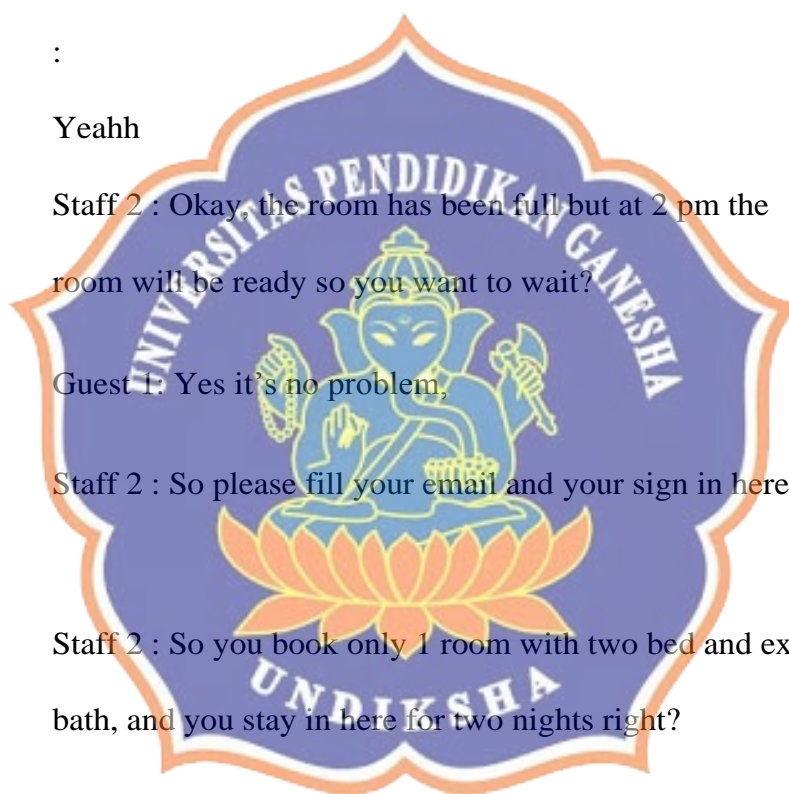 :
Yeahh
Staff 2 : Okay, the room has been full but at 2 pm the
room will be ready so you want to wait?
Guest 1: Yes it's no problem,
Staff 2 : So please fill your email and your sign in here
Staff 2 : So you book only 1 room with two bed and ex
bath, and you stay in here for two nights right?
UNIVERSITAS PENDIDIKAN GANESHA
UNDIKSHA